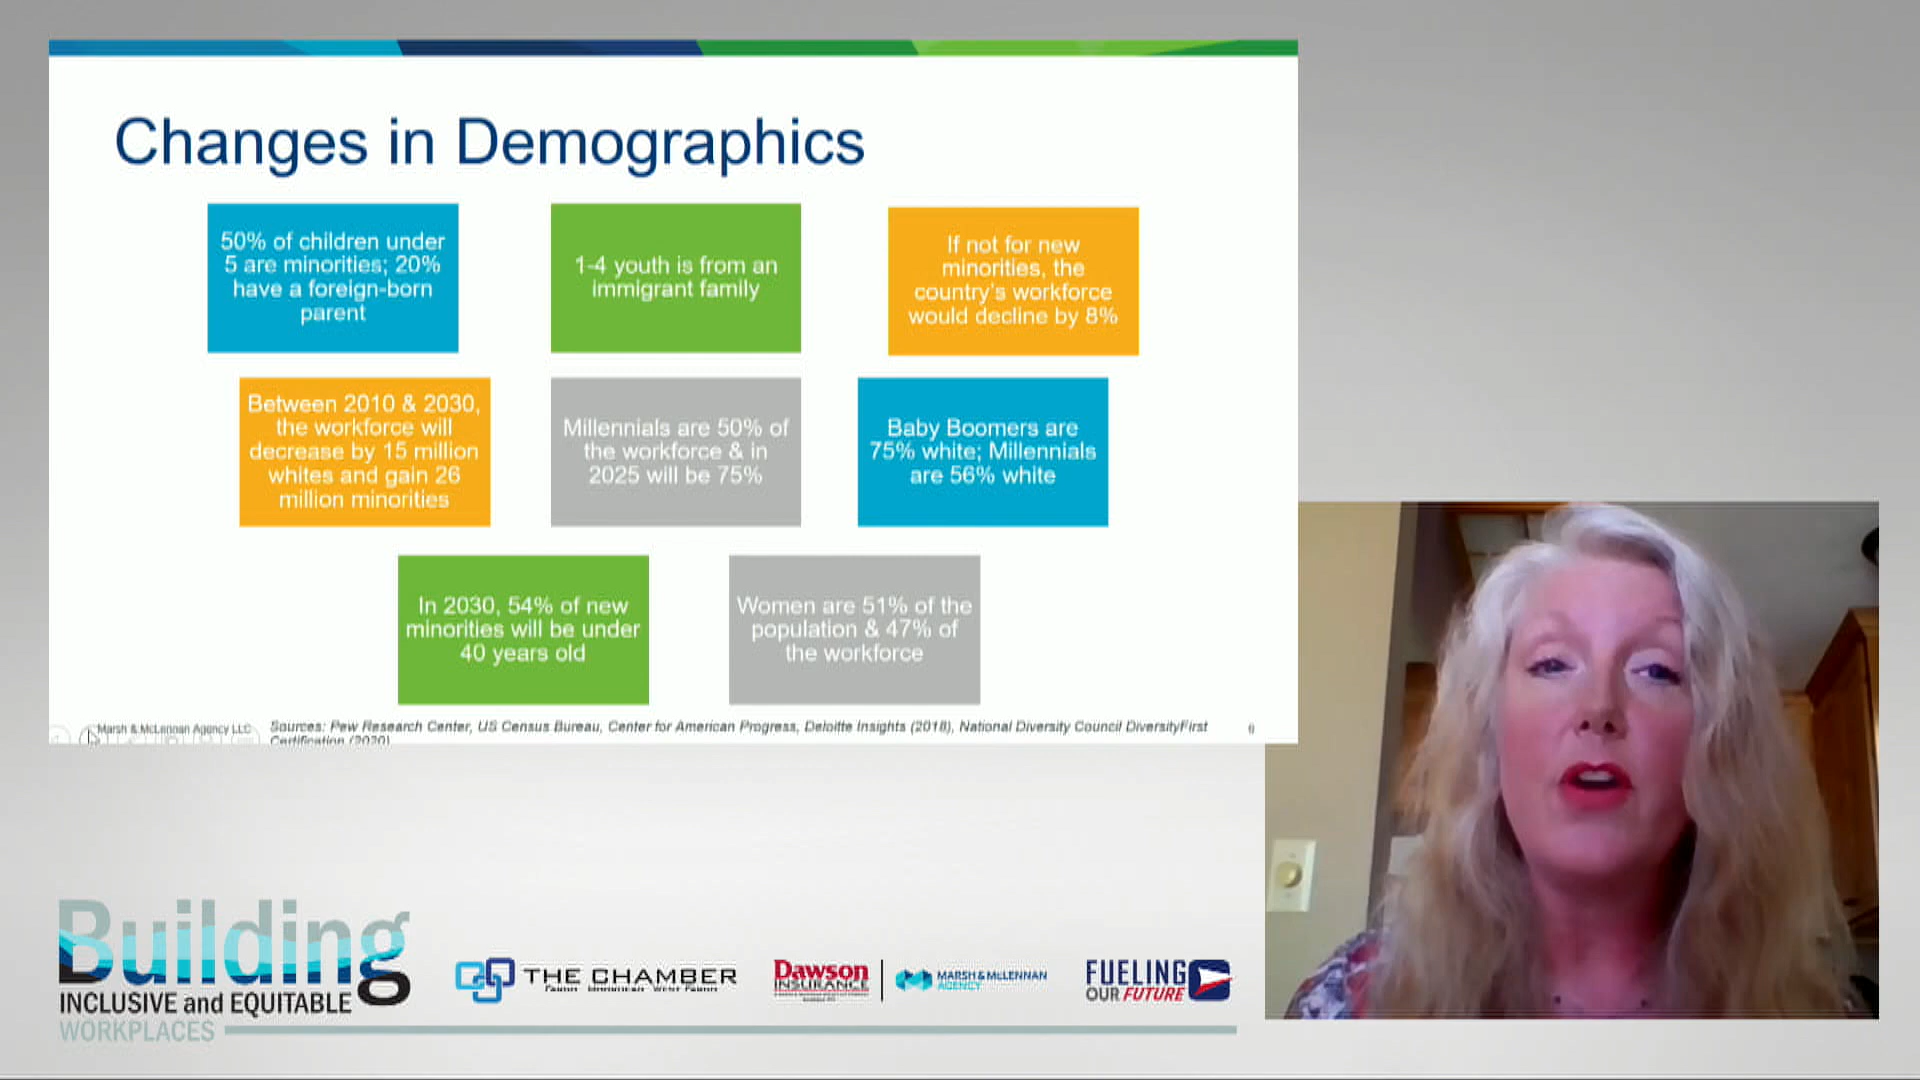 Changes in Demographics
50% of children under
5 are minorities; 20%
have a foreign-born
parent
1-4 youth is from an
immigrant family
If not for new
minorities, the
country's workforce
would decline by 8%
Between 2010 & 2030,
the workforce will
decrease by 15 million
whites and gain 26
million minorities
Millennials are 50% of
the workforce & in
2025 will be 75%
Baby Boomers are
75% white; Millennials
are 56% white
In 2030, 54% of new
minorities will be under
40 years old
Women are 51% of the
population & 47% of
the workforce
Marsh & McLennan Agency LLC
Sources: Pew Research Center, US Census Bureau, Center for American Progress, Deloitte Insights (2018), National Diversity Council DiversityFirst
Certification (2020)
6
Building
INCLUSIVE and EQUITABLE
WORKPLACES
THE CHAMBER
Fargo Moorhead West Fargo
Dawson
INSURANCE
MARSH & McLENNAN
AGENCY
FUELING
OUR FUTURE